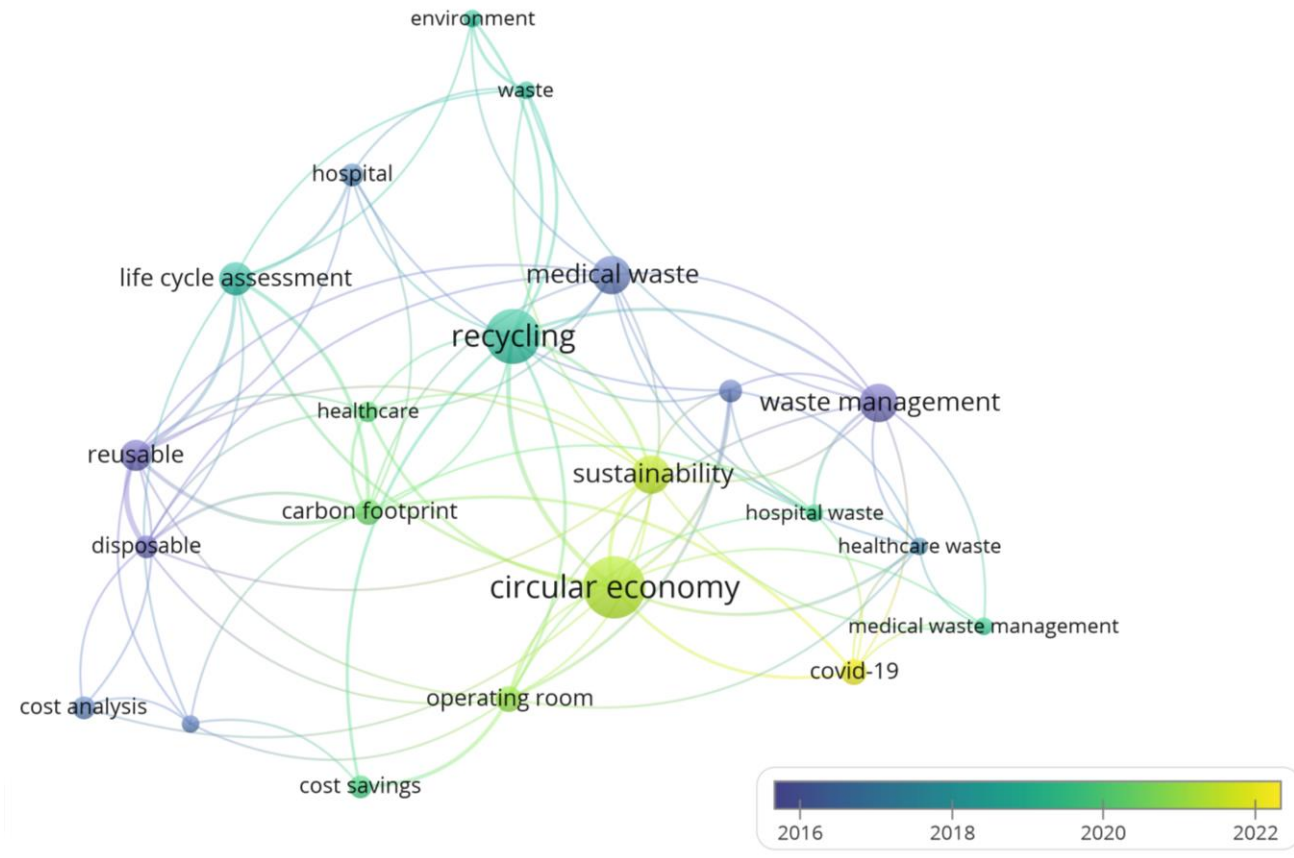 environment
waste
hospital
life cycle assessment
medical waste
recycling
waste management
healthcare
reusable
sustainability
carbon footprint
hospital waste
disposable
healthcare waste
circular economy
medical waste management
covid-19
operating room
cost analysis
cost savings
2016 2018 2020 2022